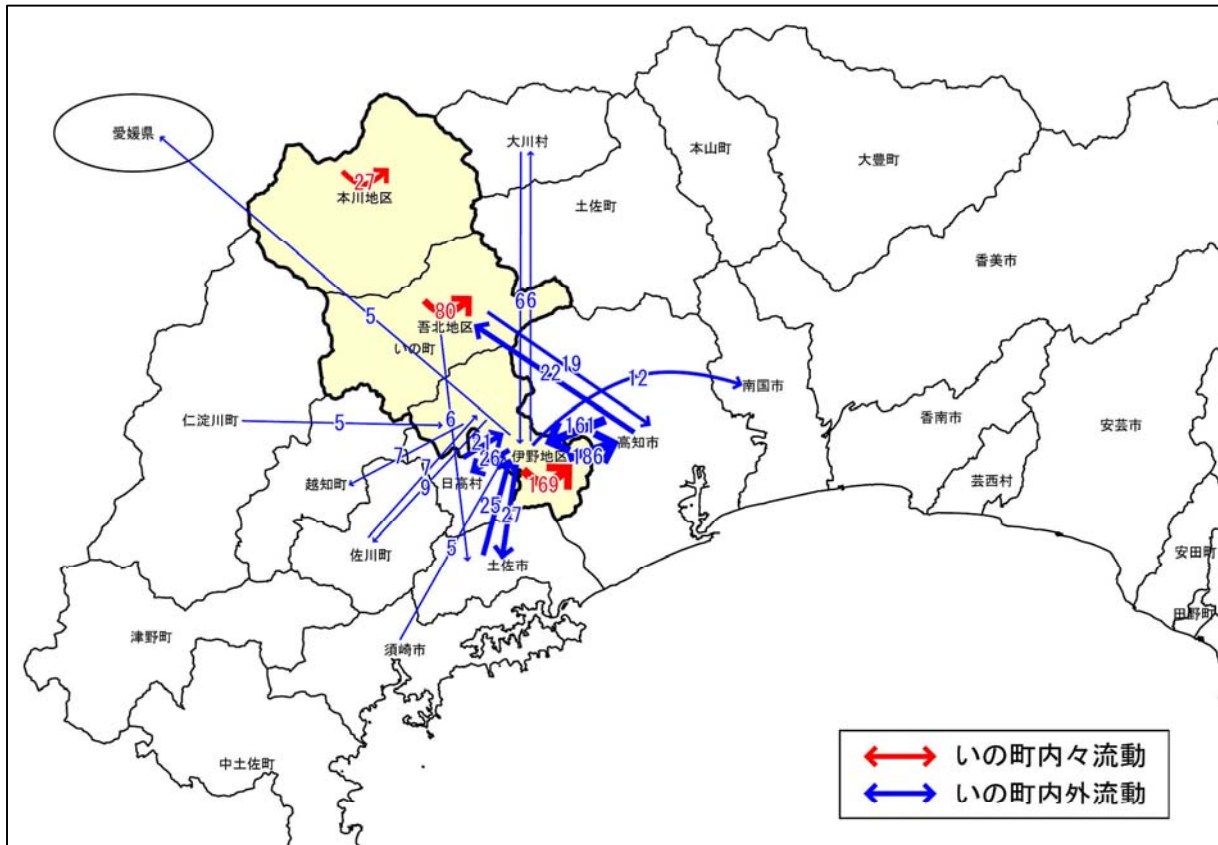 愛媛県
大川村
本山町
大豊町
27
本川地区
土佐町
香美市
5
66
80
吾北地区
いの町
19
22
12
南国市
仁淀川町
5
6
161
香南市
安芸市
21
伊野地区
高知市
7
7
26
186
越知町
9
日高村
169
芸西村
25
27
佐川町
5
土佐市
安田町
田野町
津野町
須崎市
中土佐町
いの町内々流動
いの町内外流動